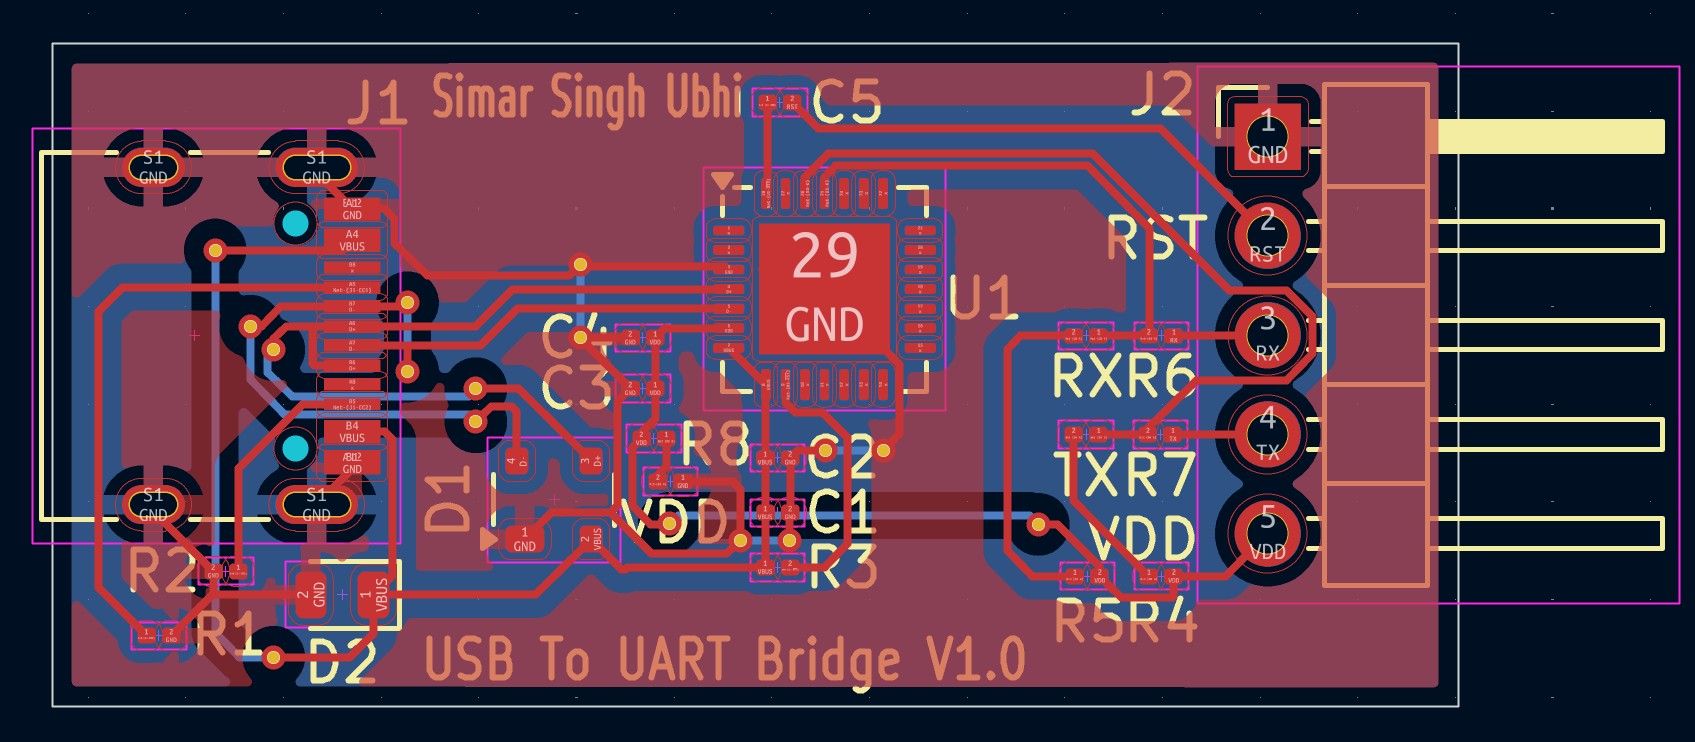 J1
Simar Singh Ubhi
C5
J2
1
2
RST
1
GND
S1
GND
S1
GND
GND
A4
VBUS
2
RST
RST
29
GND
U1
3
RX
C4
C3
RXR6
B4
VBUS
GND
4
TX
R8
C2
TXR7
D1
4
D-
3
D+
S1
GND
S1
GND
VDD
C1
VDD
5
VDD
1
GND
2
VBUS
R3
R2
2
GND
1
VBUS
R1
R5R4
D2
USB To UART Bridge V1.0